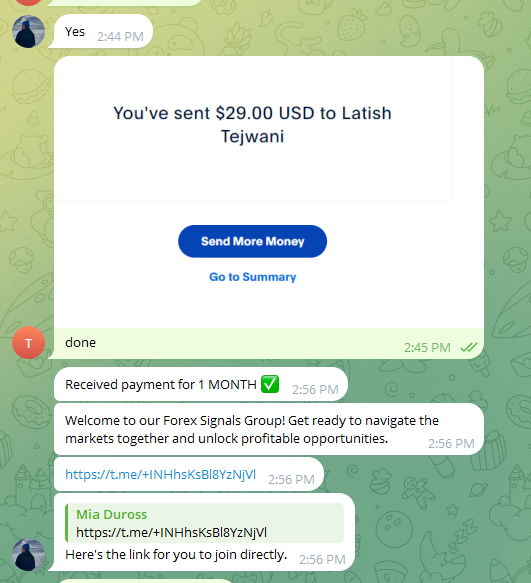 Yes 2:44 PM
You've sent $29.00 USD to Latish
Tejwani
Send More Money
Go to Summary
T
done
2:45 PM
Received payment for 1 MONTH ✅ 2:56 PM
Welcome to our Forex Signals Group! Get ready to navigate the
markets together and unlock profitable opportunities. 2:56 PM
https://t.me/+INHhsKsBl8YzNjVl 2:56 PM
Mia Duross
https://t.me/+INHhsKsBl8YzNjVl
Here's the link for you to join directly. 2:56 PM